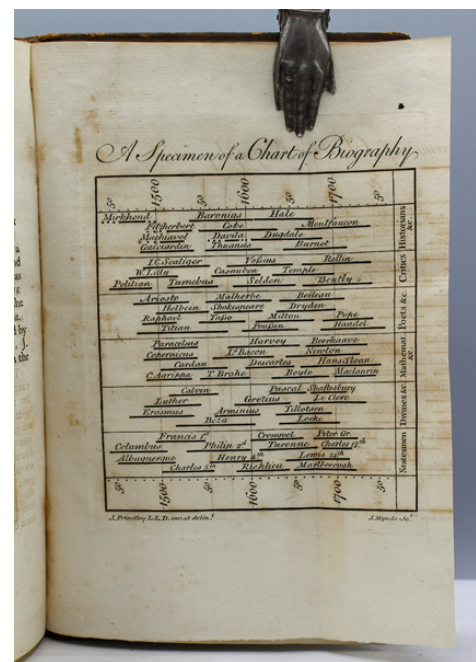 A Specimen of a Chart of Biography
50 1500 50 1600 50 1700 50
Mirkhond Baronius Hale
Fitzherbert Coke Montfaucon
Machiavel Davila Dugdale
Guicciardin Thuanus Burnet
Historians &c.
I.C. Scaliger Vossius Rollin
W. Lilly Casaubon Temple
Politian Turnebus Selden Bently
Critics
Ariosto Malherbe Boileau
Holbein Shakespeare Dryden
Raphael Tasso Milton Pope
Titian Poussin Handel
Poets &c
Paracelsus Harvey Boerhaave
Copernicus Ld. Bacon Newton
Cardan Descartes Hans Sloan
C. Agrippa T. Brahe Boyle Maclaurin
Mathemat. &c.
Calvin Pascal Shaftesbury
Luther Grotius Le Clerc
Erasmus Arminius Tillotson
Beza Locke
Divines &c.
Francis 1st Cromwel Peter Gr.
Columbus Philip 2d Turenne Charles 12th
Albuquerque Henry 4th Lewis 14th
Charles 5th Richlieu Marlborough
Statesmen
50 1500 50 1600 50 1700 50
J. Priestley L.L.D. inv. et delin.t
J. Mynde sc.t